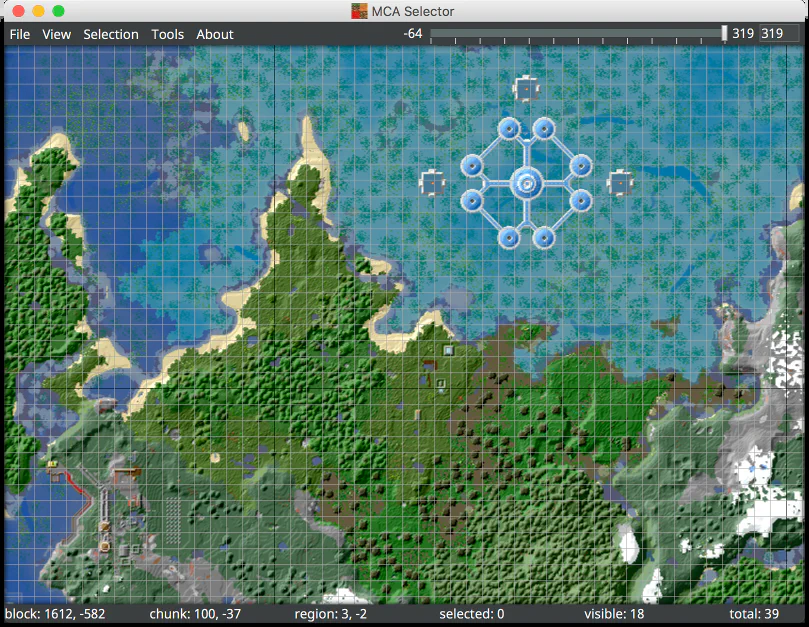 MCA Selector
File View Selection Tools About -64 319 319
block: 1612, -582 chunk: 100, -37 region: 3, -2 selected: 0 visible: 18 total: 39